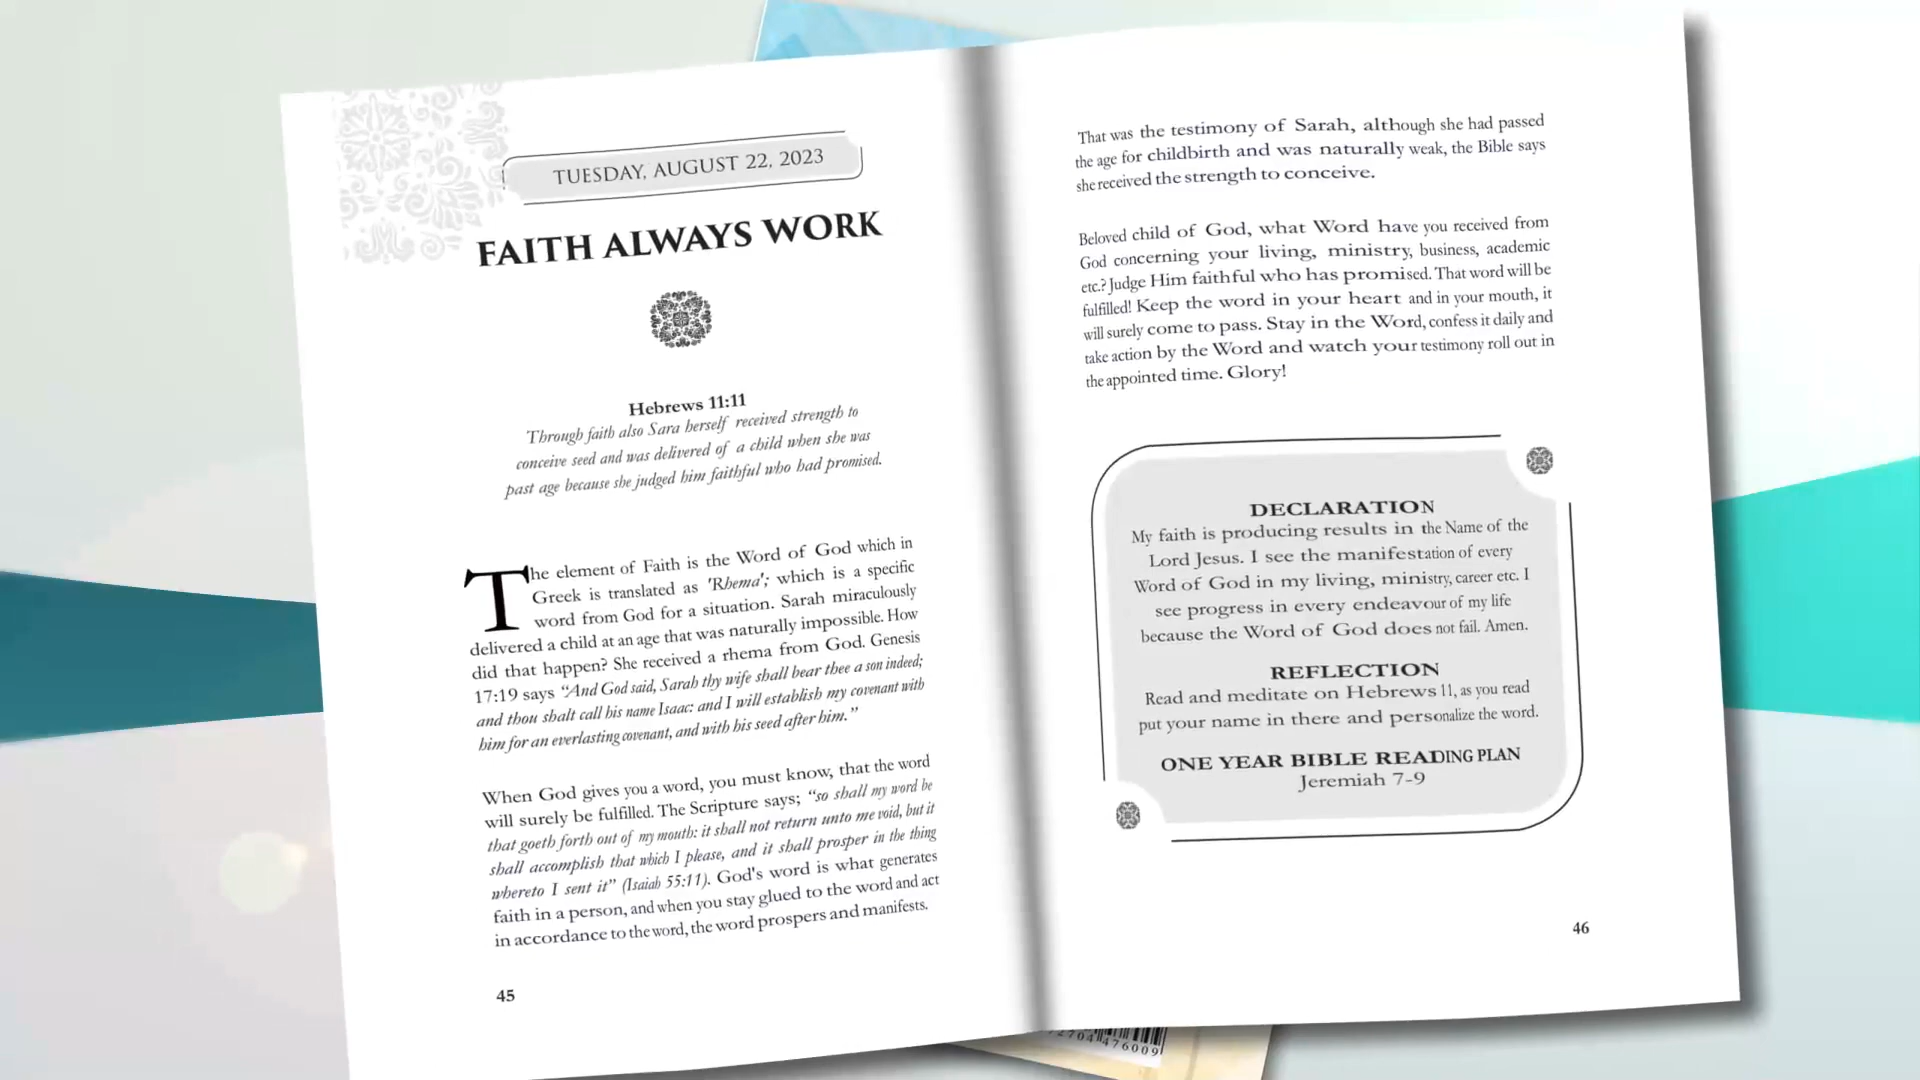 TUESDAY, AUGUST 22, 2023
FAITH ALWAYS WORK
Hebrews 11:11
Through faith also Sara herself received strength to
conceive seed and was delivered of a child when she was
past age because she judged him faithful who had promised.
The element of Faith is the Word of God which in
Greek is translated as 'Rhema'; which is a specific
word from God for a situation. Sarah miraculously
delivered a child at an age that was naturally impossible. How
did that happen? She received a rhema from God. Genesis
17:19 says “And God said, Sarah thy wife shall bear thee a son indeed;
and thou shalt call his name Isaac: and I will establish my covenant with
him for an everlasting covenant, and with his seed after him.”
When God gives you a word, you must know, that the word
will surely be fulfilled. The Scripture says; “so shall my word be
that goeth forth out of my mouth: it shall not return unto me void, but it
shall accomplish that which I please, and it shall prosper in the thing
whereto I sent it” (Isaiah 55:11). God's word is what generates
faith in a person, and when you stay glued to the word and act
in accordance to the word, the word prospers and manifests.
45
That was the testimony of Sarah, although she had passed
the age for childbirth and was naturally weak, the Bible says
she received the strength to conceive.
Beloved child of God, what Word have you received from
God concerning your living, ministry, business, academic
etc.? Judge Him faithful who has promised. That word will be
fulfilled! Keep the word in your heart and in your mouth, it
will surely come to pass. Stay in the Word, confess it daily and
take action by the Word and watch your testimony roll out in
the appointed time. Glory!
DECLARATION
My faith is producing results in the Name of the
Lord Jesus. I see the manifestation of every
Word of God in my living, ministry, career etc. I
see progress in every endeavour of my life
because the Word of God does not fail. Amen.
REFLECTION
Read and meditate on Hebrews 11, as you read
put your name in there and personalize the word.
ONE YEAR BIBLE READING PLAN
Jeremiah 7-9
46